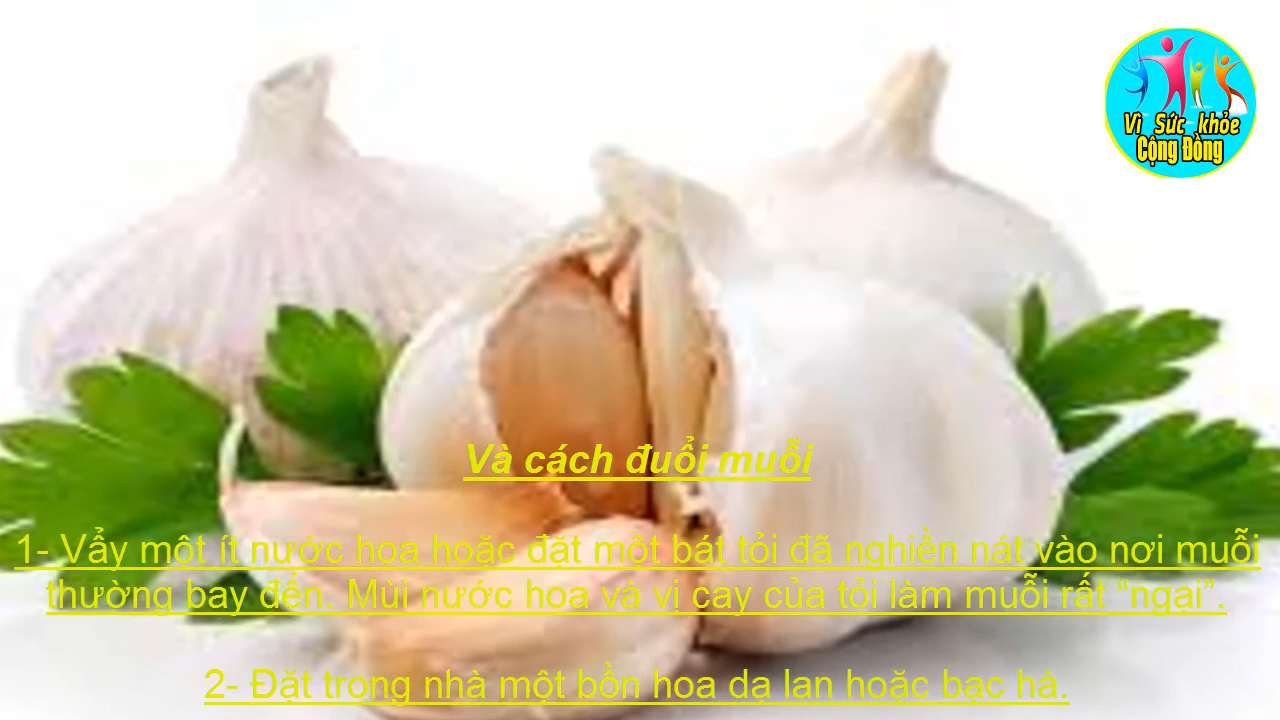 Vì Sức khỏe
Cộng Đồng
Và cách đuổi muỗi
1- Vẩy một ít nước hoa hoặc đặt một bát tỏi đã nghiền nát vào nơi muỗi
thường bay đến. Mùi nước hoa và vị cay của tỏi làm muỗi rất “ngại”.
2- Đặt trong nhà một bồn hoa dạ lan hoặc bạc hà.